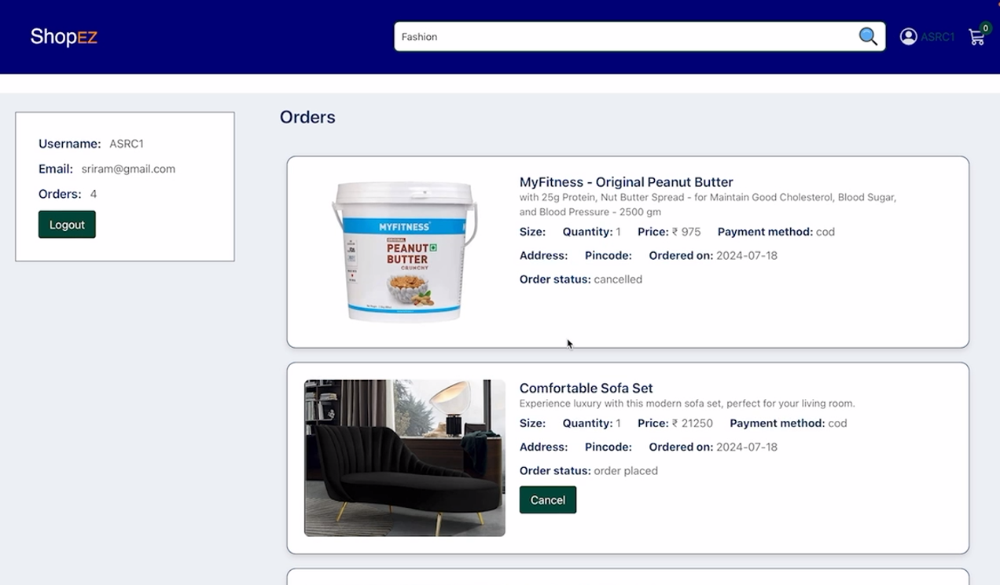 ShopEZ
Fashion
ASRC1
0
Username: ASRC1
Email: sriram@gmail.com
Orders: 4
Logout
Orders
MYFITNESS
ORIGINAL
PEANUT
BUTTER
CRUNCHY
MyFitness - Original Peanut Butter
with 25g Protein, Nut Butter Spread - for Maintain Good Cholesterol, Blood Sugar,
and Blood Pressure - 2500 gm
Size: Quantity: 1 Price: ₹ 975 Payment method: cod
Address: Pincode: Ordered on: 2024-07-18
Order status: cancelled
Comfortable Sofa Set
Experience luxury with this modern sofa set, perfect for your living room.
Size: Quantity: 1 Price: ₹ 21250 Payment method: cod
Address: Pincode: Ordered on: 2024-07-18
Order status: order placed
Cancel